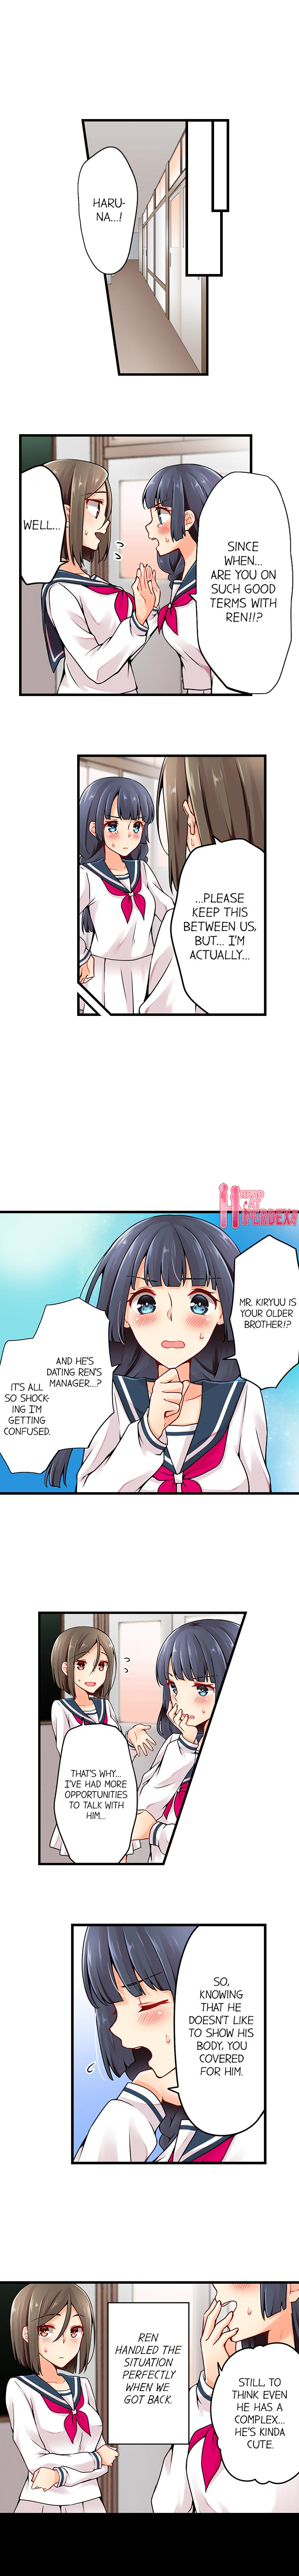 HARU-
NA...!
WELL...
SINCE
WHEN...
ARE YOU ON
SUCH GOOD
TERMS WITH
REN!!?
...PLEASE
KEEP THIS
BETWEEN US,
BUT... I'M
ACTUALLY...
READ
AT
HIPERDEX
MR. KIRYUU IS
YOUR OLDER
BROTHER!?
AND HE'S
DATING REN'S
MANAGER...?
IT'S ALL
SO SHOCK-
ING I'M
GETTING
CONFUSED.
THAT'S WHY...
I'VE HAD MORE
OPPORTUNITIES
TO TALK WITH
HIM...
SO,
KNOWING
THAT HE
DOESN'T LIKE
TO SHOW HIS
BODY, YOU
COVERED
FOR HIM.
REN
HANDLED THE
SITUATION
PERFECTLY
WHEN WE
GOT BACK.
STILL, TO
THINK EVEN
HE HAS A
COMPLEX...
HE'S KINDA
CUTE.